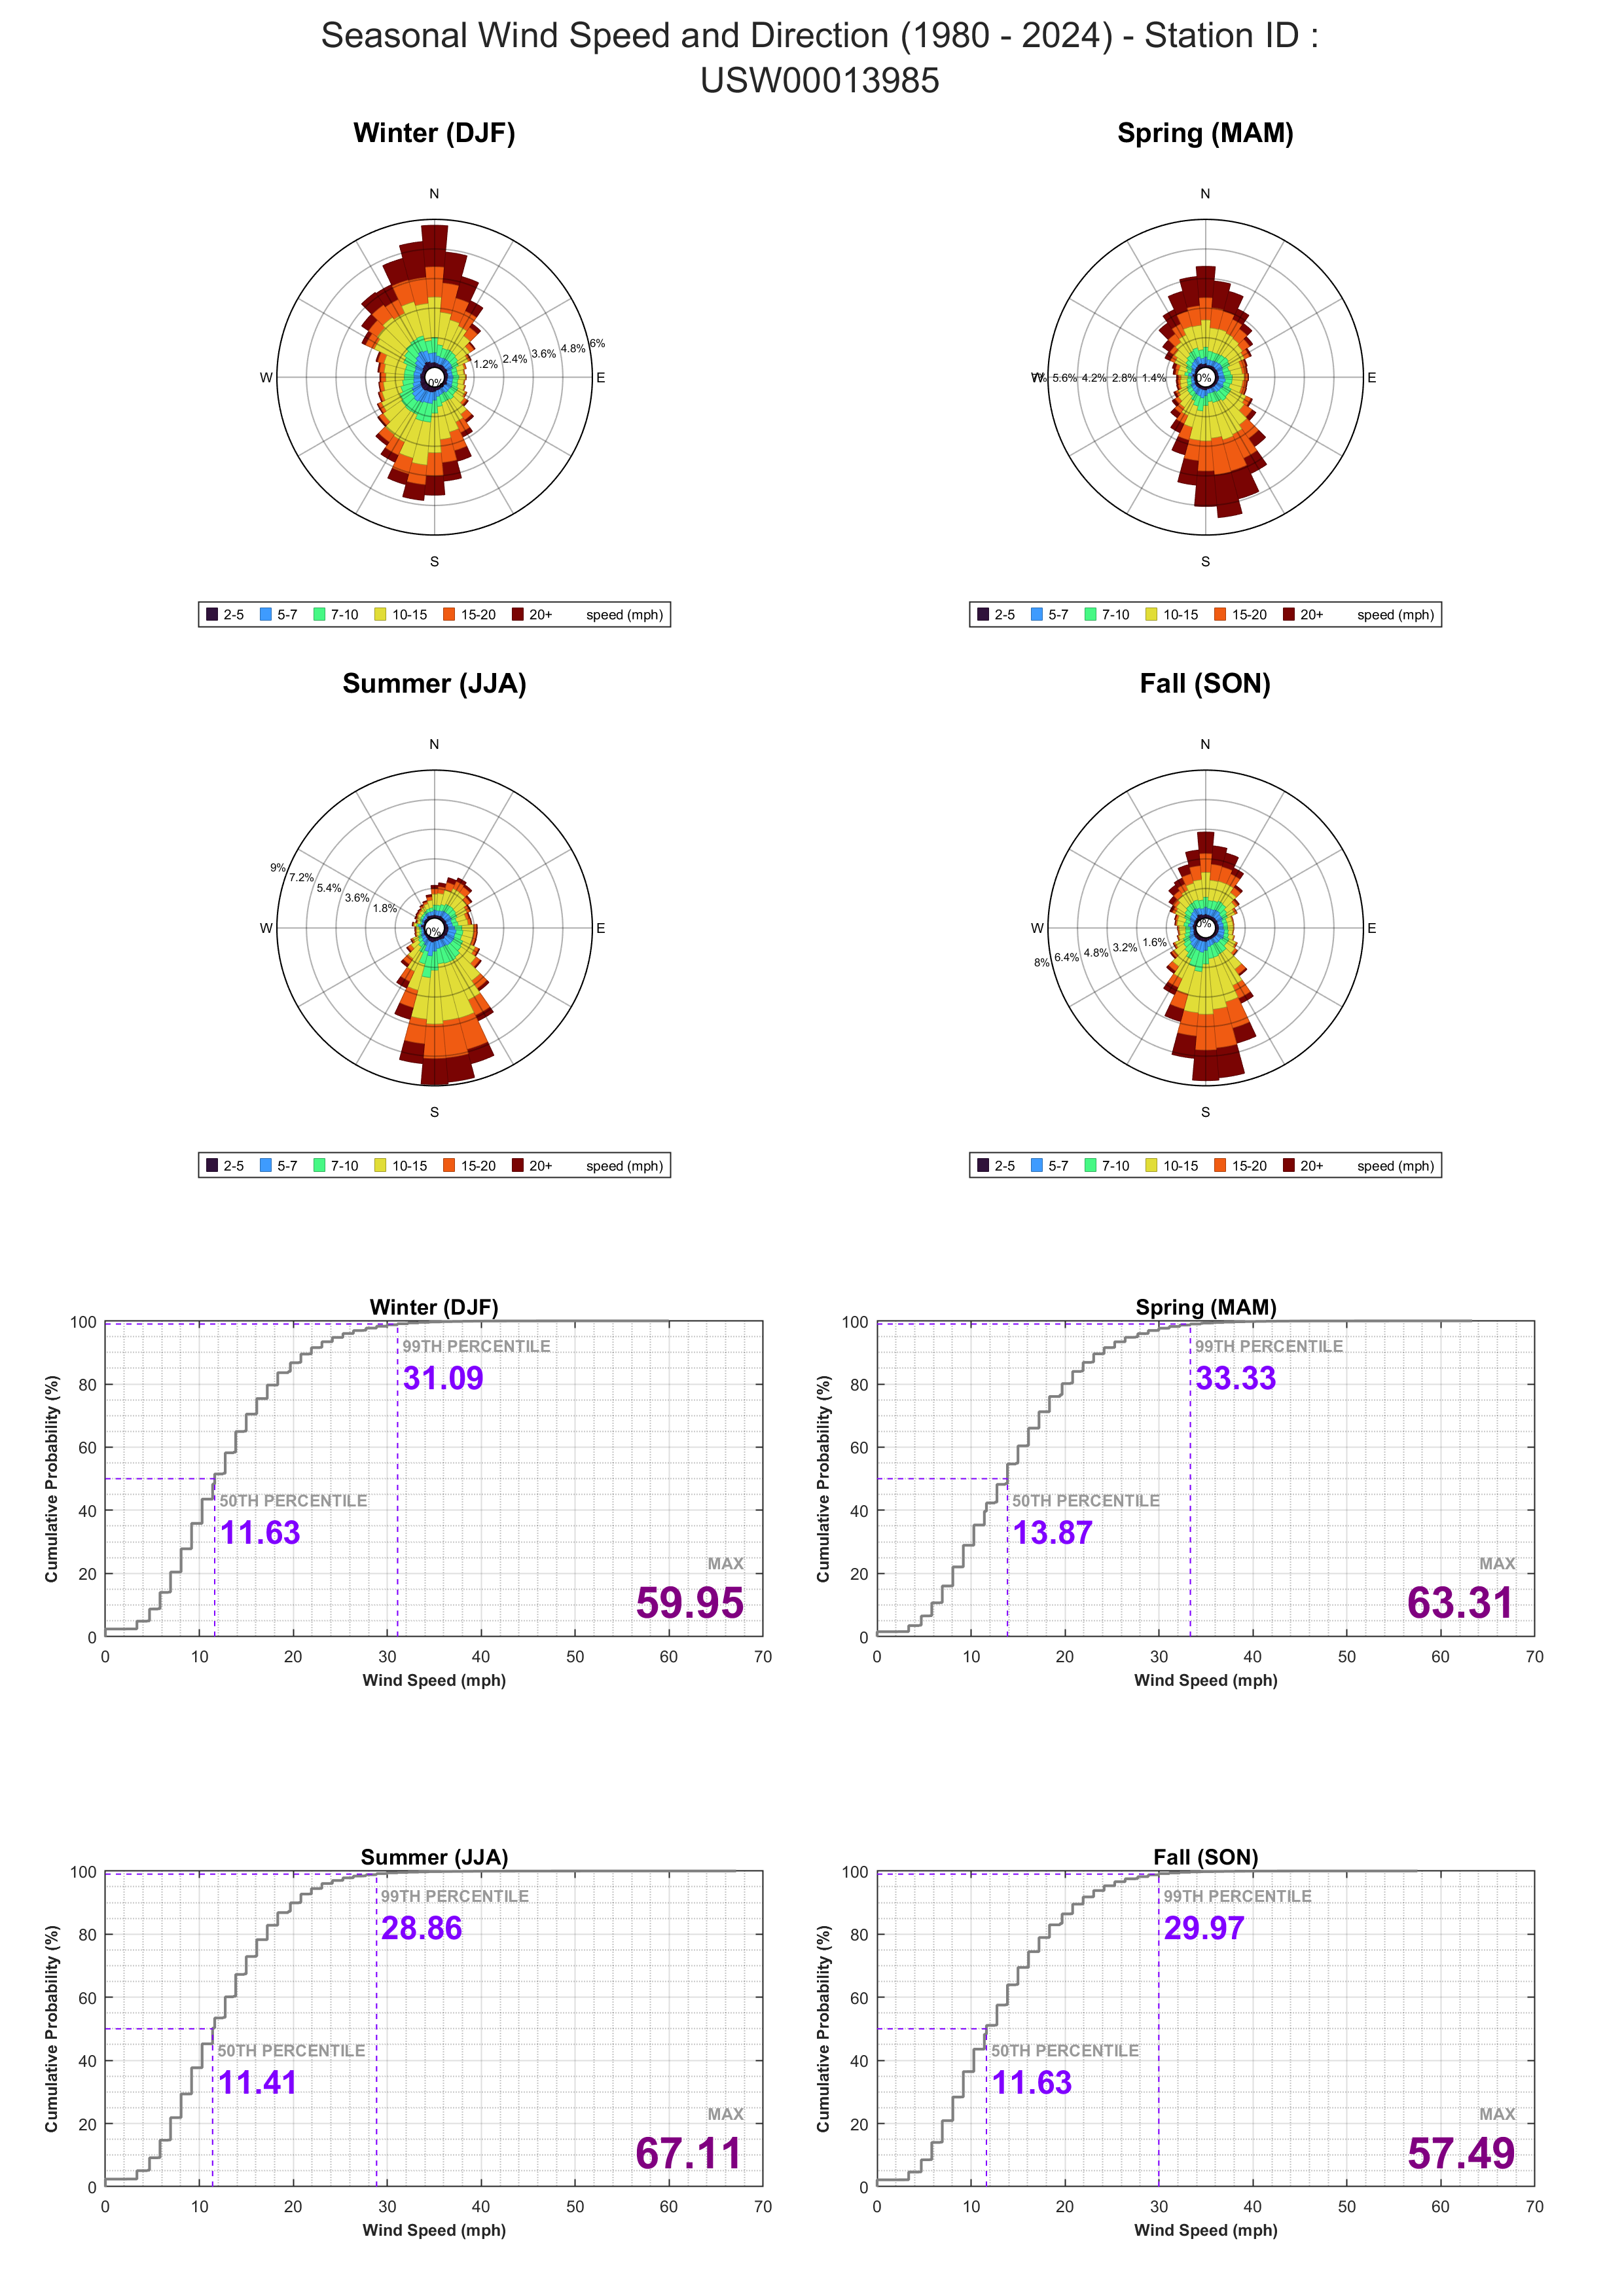 Seasonal Wind Speed and Direction (1980 - 2024) - Station ID :
USW00013985
Winter (DJF)
N
6%
4.8%
3.6%
2.4%
1.2%
0%
W
E
S
2-5 5-7 7-10 10-15 15-20 20+ speed (mph)
Spring (MAM)
N
W
7% 5.6% 4.2% 2.8% 1.4% 0%
E
S
2-5 5-7 7-10 10-15 15-20 20+ speed (mph)
Summer (JJA)
N
9%
7.2%
5.4%
3.6%
1.8%
0%
W
E
S
2-5 5-7 7-10 10-15 15-20 20+ speed (mph)
Fall (SON)
N
0%
W
E
1.6%
3.2%
4.8%
6.4%
8%
S
2-5 5-7 7-10 10-15 15-20 20+ speed (mph)
Winter (DJF)
Cumulative Probability (%)
100
80
60
40
20
0
99TH PERCENTILE
31.09
50TH PERCENTILE
11.63
MAX
59.95
0 10 20 30 40 50 60 70
Wind Speed (mph)
Spring (MAM)
Cumulative Probability (%)
100
80
60
40
20
0
99TH PERCENTILE
33.33
50TH PERCENTILE
13.87
MAX
63.31
0 10 20 30 40 50 60 70
Wind Speed (mph)
Summer (JJA)
Cumulative Probability (%)
100
80
60
40
20
0
99TH PERCENTILE
28.86
50TH PERCENTILE
11.41
MAX
67.11
0 10 20 30 40 50 60 70
Wind Speed (mph)
Fall (SON)
Cumulative Probability (%)
100
80
60
40
20
0
99TH PERCENTILE
29.97
50TH PERCENTILE
11.63
MAX
57.49
0 10 20 30 40 50 60 70
Wind Speed (mph)